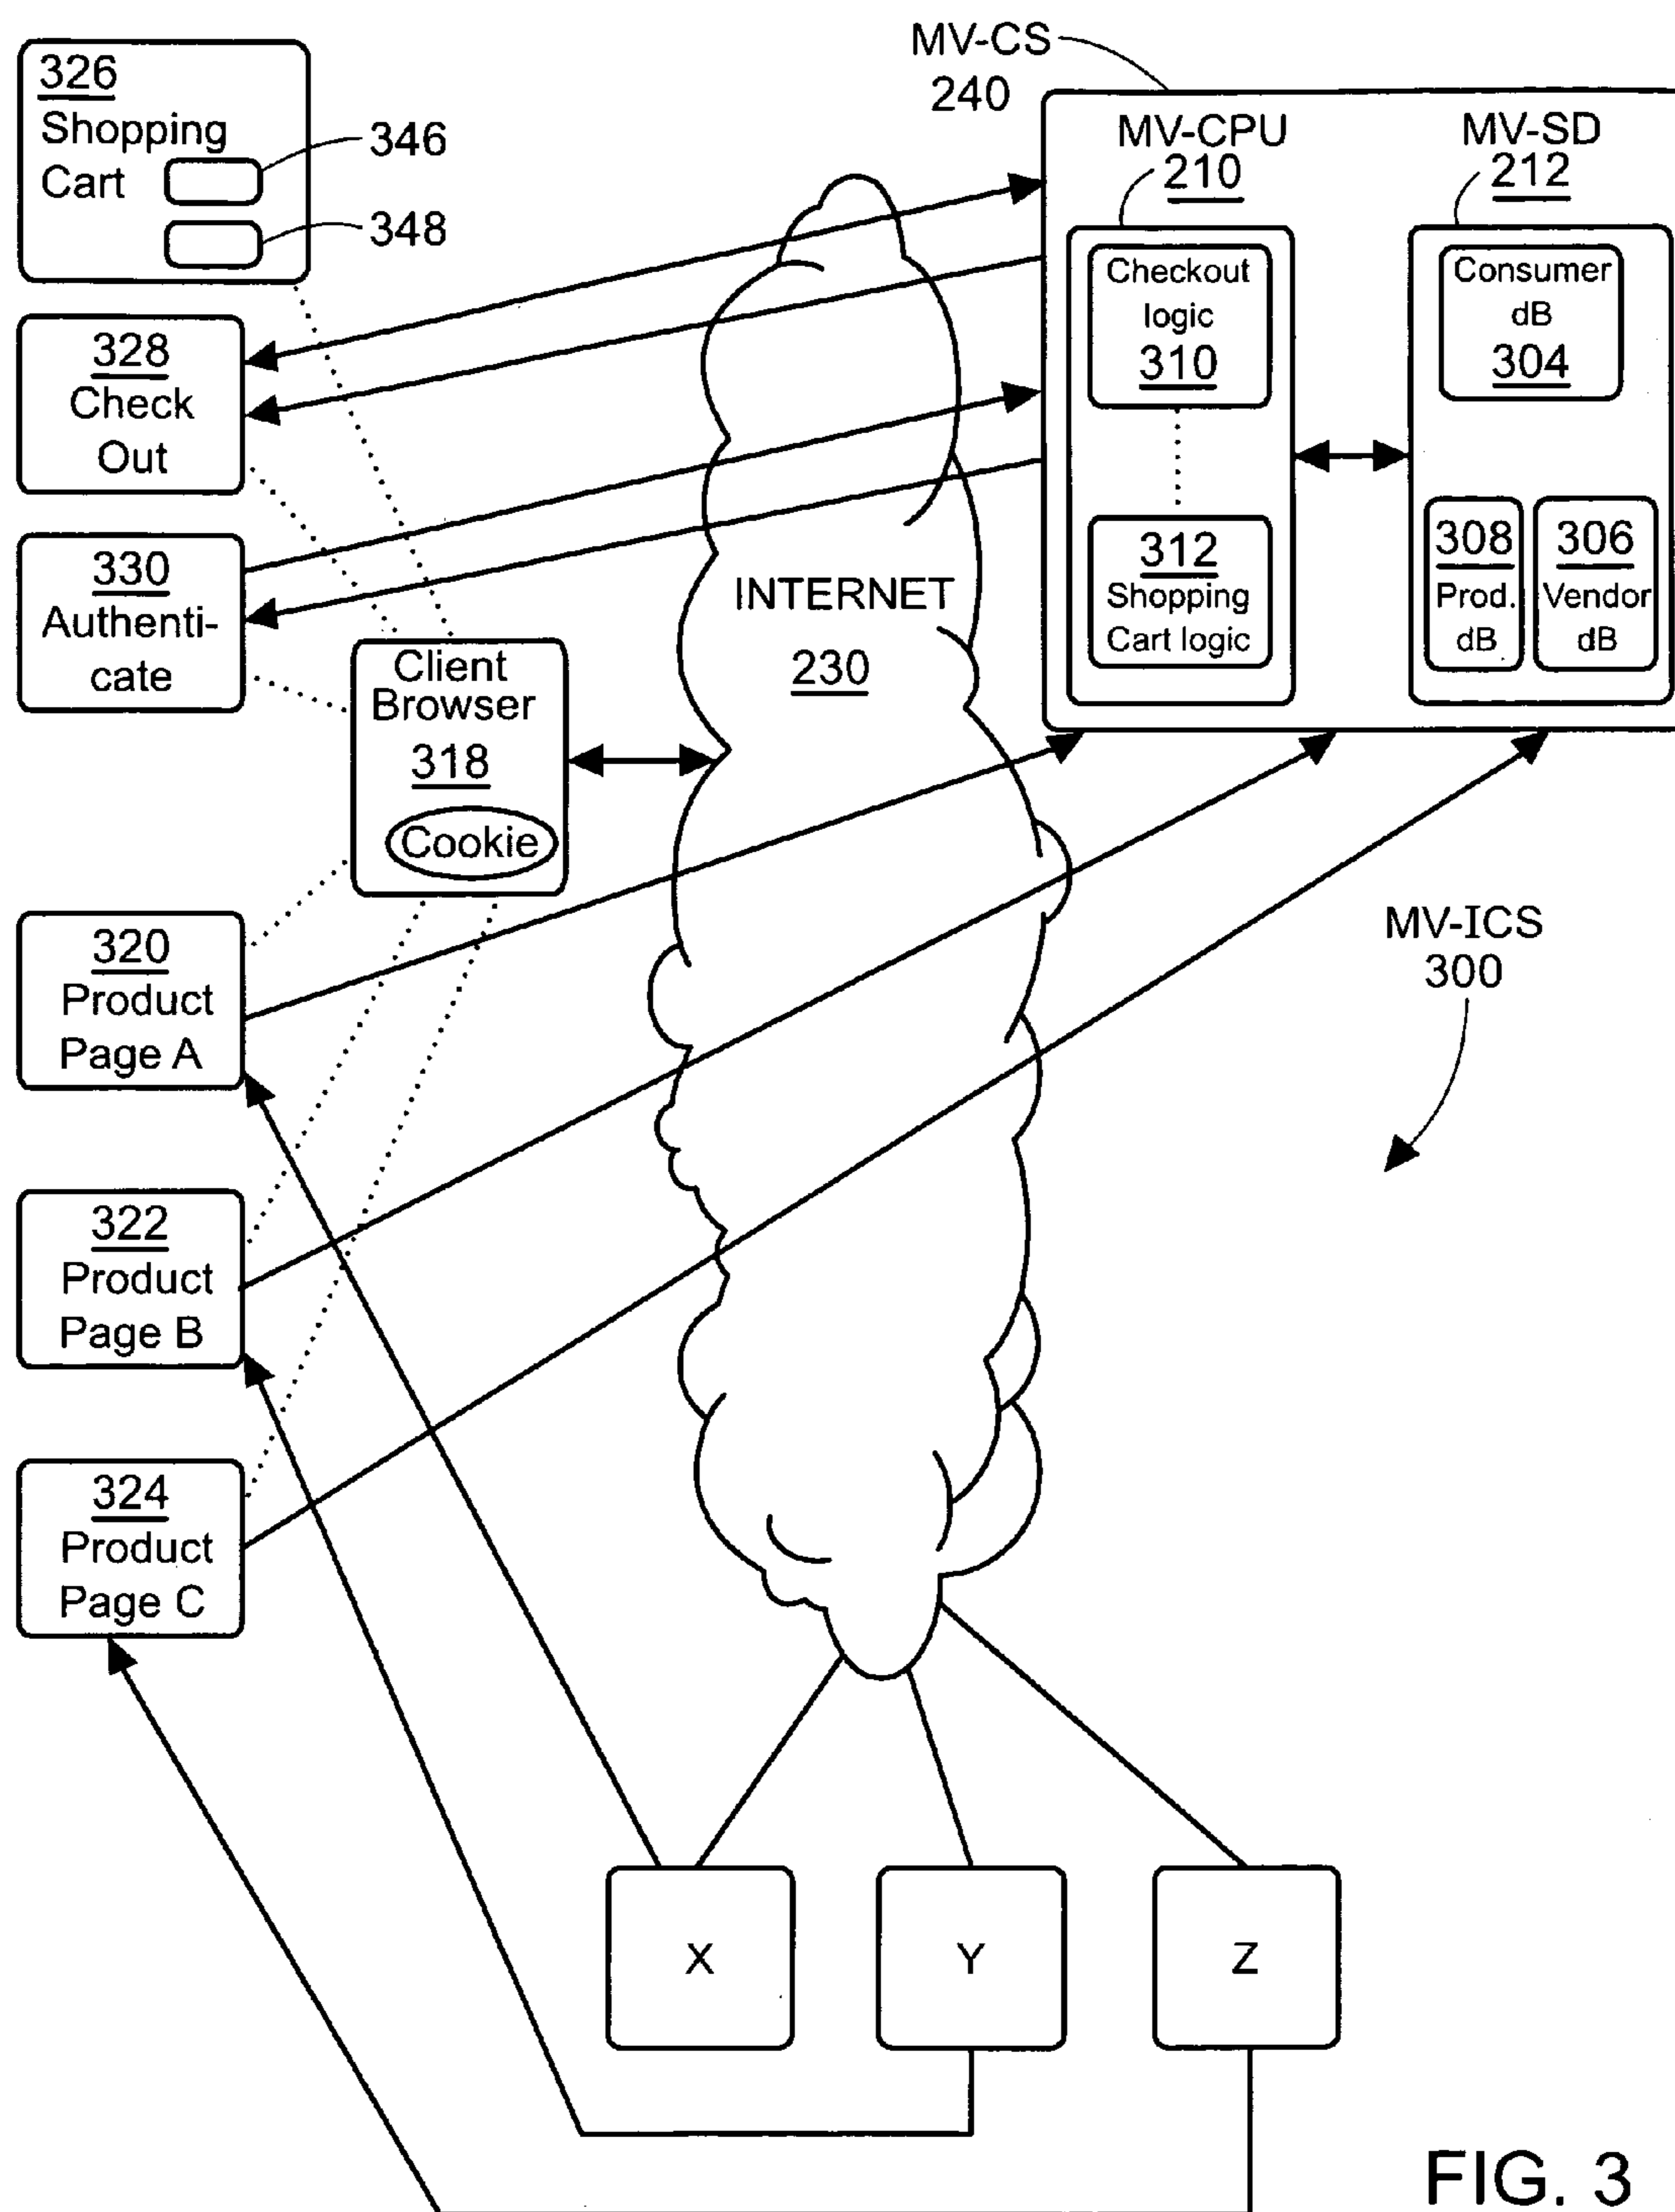 MV-CS
240
326
Shopping
Cart
346
348
MV-CPU
210
MV-SD
212
Checkout
logic
310
Consumer
dB
304
328
Check
Out
312
Shopping
Cart logic
308
Prod.
dB
306
Vendor
dB
330
Authenti-
cate
INTERNET
230
Client
Browser
318
Cookie
MV-ICS
300
320
Product
Page A
322
Product
Page B
324
Product
Page C
X
Y
Z
FIG. 3